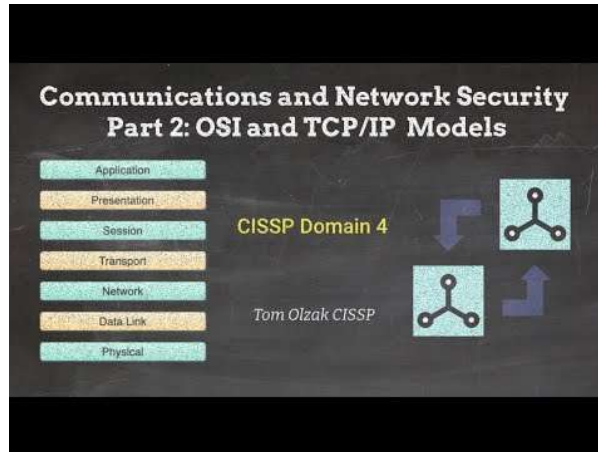 Communications and Network Security
Part 2: OSI and TCP/IP Models
Application
Presentation
Session
Transport
Network
Data Link
Physical
CISSP Domain 4
Tom Olzak CISSP